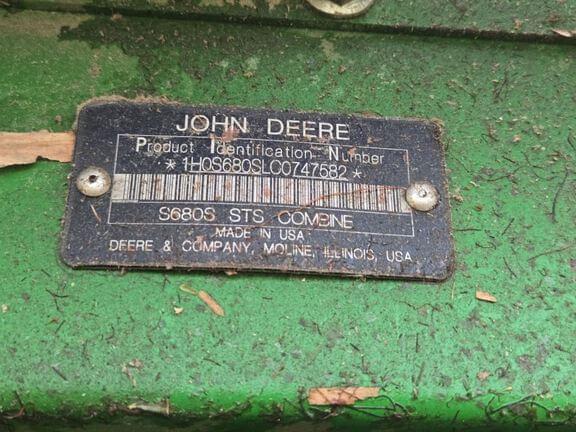 JOHN DEERE
Product Identification Number
*1H0S680SLC0747582*
S680S STS COMBINE
MADE IN USA
DEERE & COMPANY, MOLINE, ILLINOIS, USA